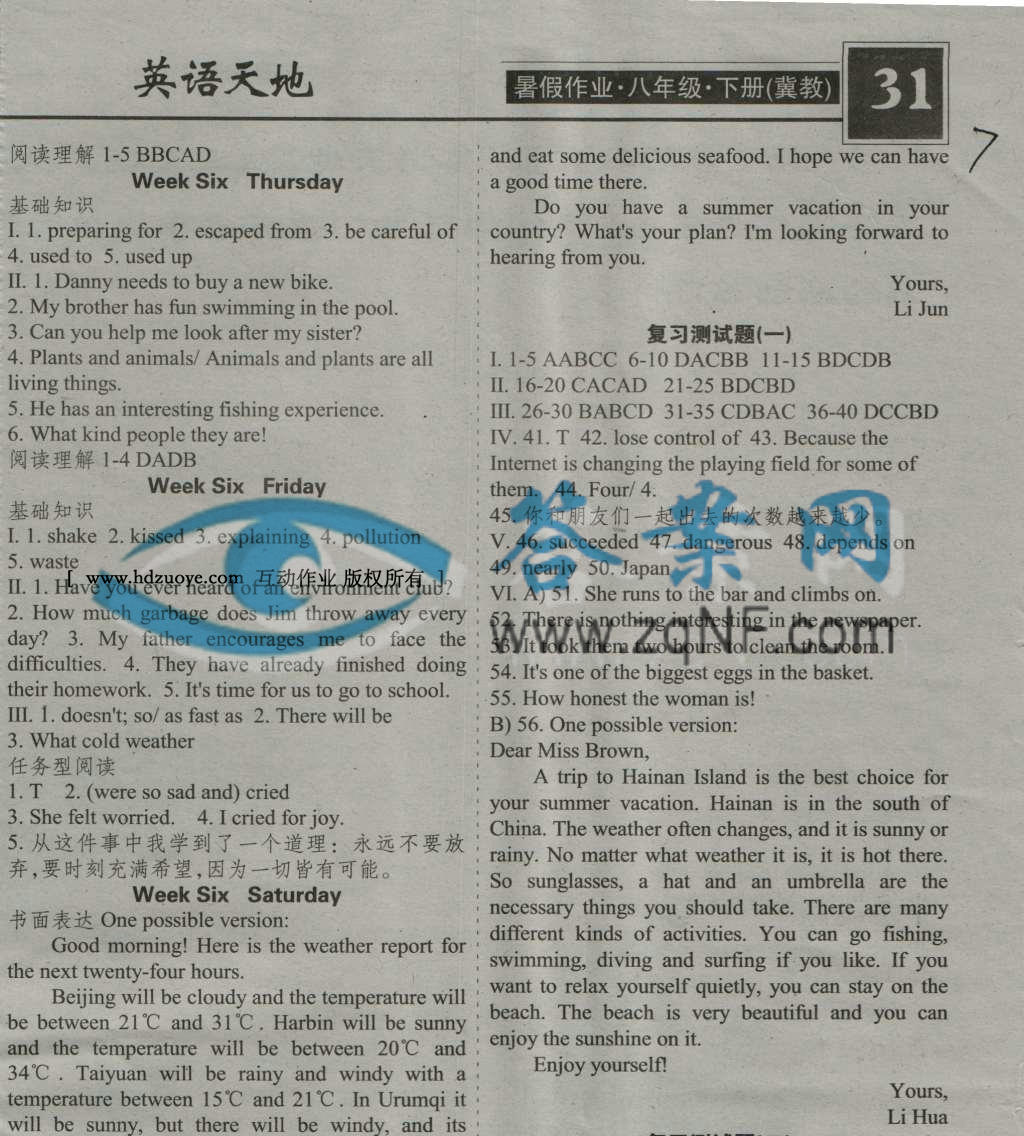 英语天地
暑假作业·八年级·下册(冀教)
31
7
阅读理解 1-5 BBCAD
Week Six Thursday
基础知识
I. 1. preparing for 2. escaped from 3. be careful of
4. used to 5. used up
II. 1. Danny needs to buy a new bike.
2. My brother has fun swimming in the pool.
3. Can you help me look after my sister?
4. Plants and animals/ Animals and plants are all
living things.
5. He has an interesting fishing experience.
6. What kind people they are!
阅读理解 1-4 DADB
Week Six Friday
基础知识
I. 1. shake 2. kissed 3. explaining 4. pollution
5. waste
[ www.hdzuoye.com 互动作业 版权所有 ]
II. 1. Have you ever heard of an environment club?
2. How much garbage does Jim throw away every
day? 3. My father encourages me to face the
difficulties. 4. They have already finished doing
their homework. 5. It's time for us to go to school.
III. 1. doesn't; so/ as fast as 2. There will be
3. What cold weather
任务型阅读
1. T 2. (were so sad and) cried
3. She felt worried. 4. I cried for joy.
5. 从这件事中我学到了一个道理：永远不要放
弃,要时刻充满希望,因为一切皆有可能。
Week Six Saturday
书面表达 One possible version:
Good morning! Here is the weather report for
the next twenty-four hours.
Beijing will be cloudy and the temperature will
be between 21℃ and 31℃. Harbin will be sunny
and the temperature will be between 20℃ and
34℃. Taiyuan will be rainy and windy with a
temperature between 15℃ and 21℃. In Urumqi it
will be sunny, but there will be windy, and its
and eat some delicious seafood. I hope we can have
a good time there.
Do you have a summer vacation in your
country? What's your plan? I'm looking forward to
hearing from you.
Yours,
Li Jun
复习测试题(一)
I. 1-5 AABCC 6-10 DACBB 11-15 BDCDB
II. 16-20 CACAD 21-25 BDCBD
III. 26-30 BABCD 31-35 CDBAC 36-40 DCCBD
IV. 41. T 42. lose control of 43. Because the
Internet is changing the playing field for some of
them. 44. Four/ 4.
45. 你和朋友们一起出去的次数越来越少。
答案网
V. 46. succeeded 47. dangerous 48. depends on
49. nearly 50. Japan
VI. A) 51. She runs to the bar and climbs on.
52. There is nothing interesting in the newspaper.
www.zqNF.com
53. It took them two hours to clean the room.
54. It's one of the biggest eggs in the basket.
55. How honest the woman is!
B) 56. One possible version:
Dear Miss Brown,
A trip to Hainan Island is the best choice for
your summer vacation. Hainan is in the south of
China. The weather often changes, and it is sunny or
rainy. No matter what weather it is, it is hot there.
So sunglasses, a hat and an umbrella are the
necessary things you should take. There are many
different kinds of activities. You can go fishing,
swimming, diving and surfing if you like. If you
want to relax yourself quietly, you can stay on the
beach. The beach is very beautiful and you can
enjoy the sunshine on it.
Enjoy yourself!
Yours,
Li Hua